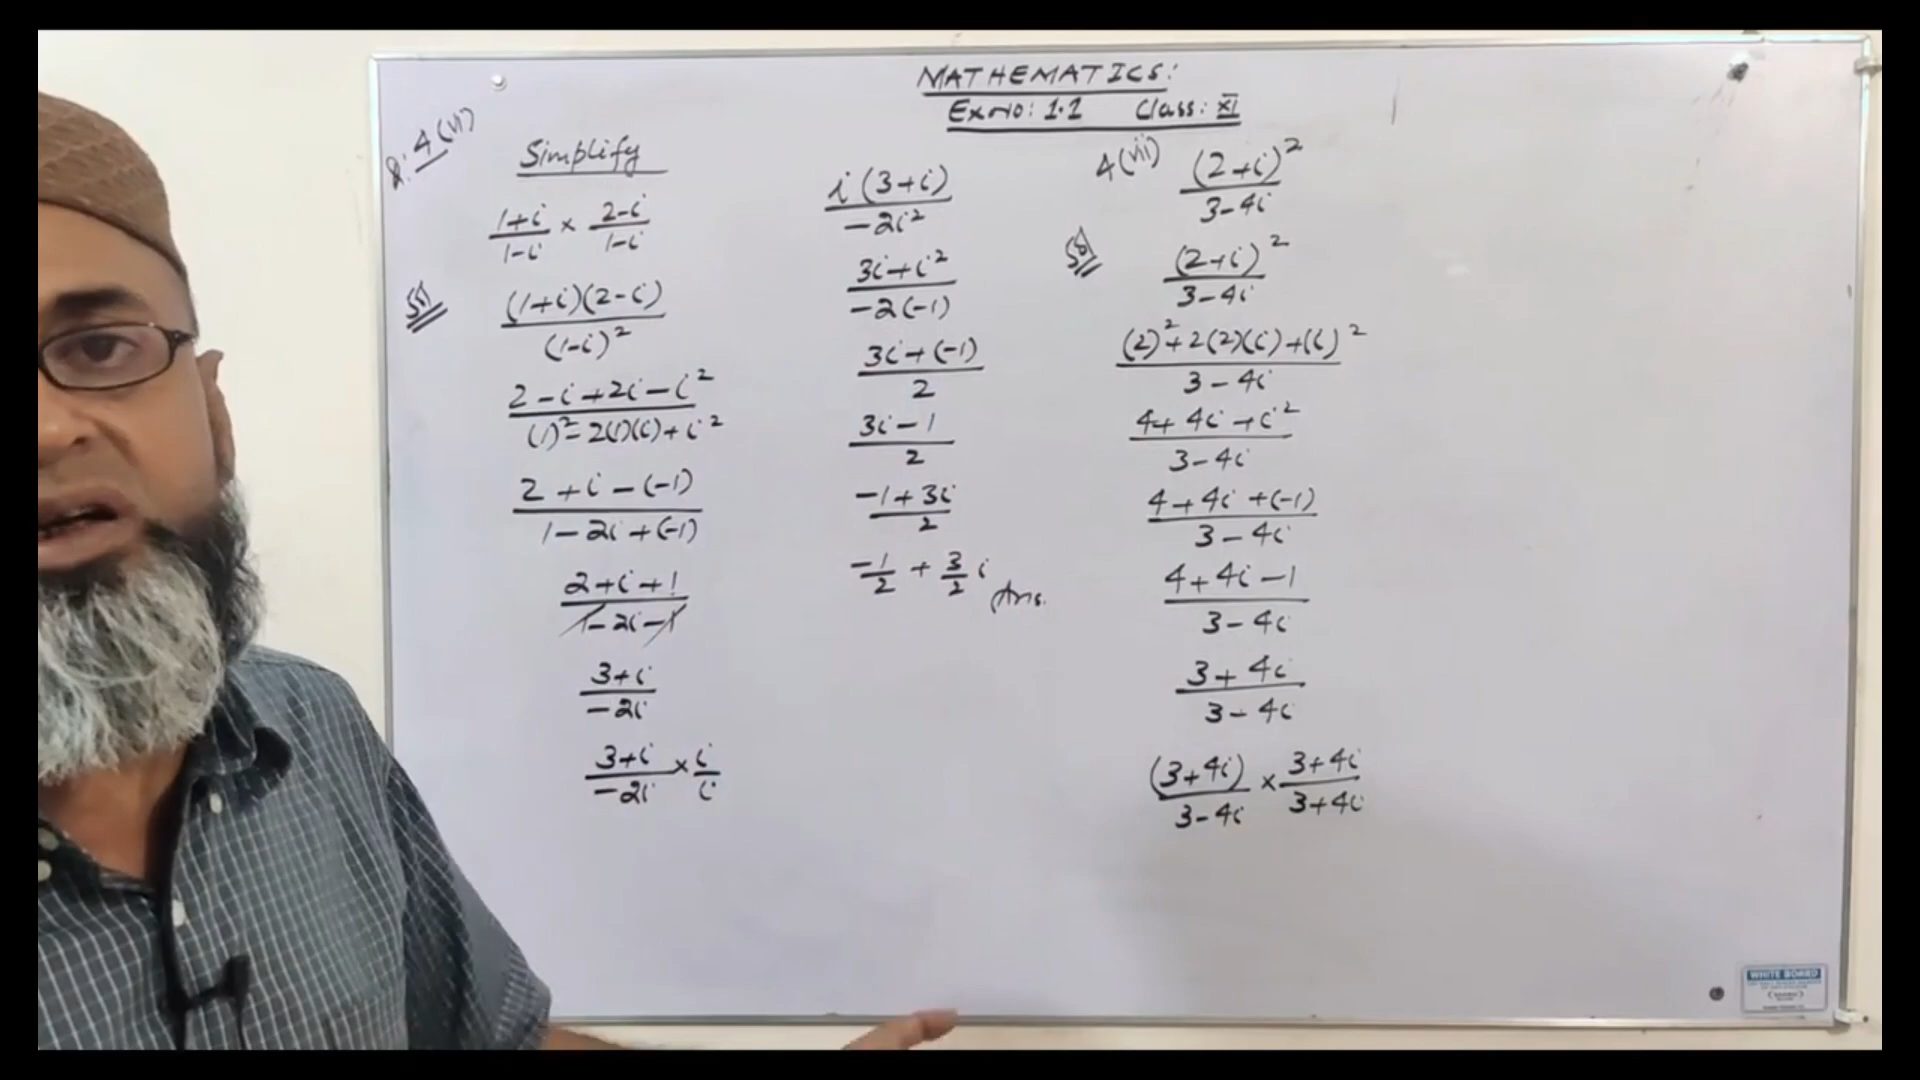 MATHEMATICS:
Ex NO: 1.1 Class: XI
Q: 4(vi)
Simplify
1+i/1-i × 2-i/1-i
Sol
(1+i)(2-i)/(1-i)²
2-i+2i-i²/(1)²-2(1)(i)+i²
2+i-(-1)/1-2i+(-1)
2+i+1/1-2i-1
3+i/-2i
3+i/-2i × i/i
i(3+i)/-2i²
3i+i²/-2(-1)
3i+(-1)/2
3i-1/2
-1+3i/2
-1/2 + 3/2 i Ans.
4(vii) (2+i)²/3-4i
Sol (2+i)²/3-4i
(2)²+2(2)(i)+(i)²/3-4i
4+4i+i²/3-4i
4+4i+(-1)/3-4i
4+4i-1/3-4i
3+4i/3-4i
(3+4i)/3-4i × 3+4i/3+4i
WHITE BOARD